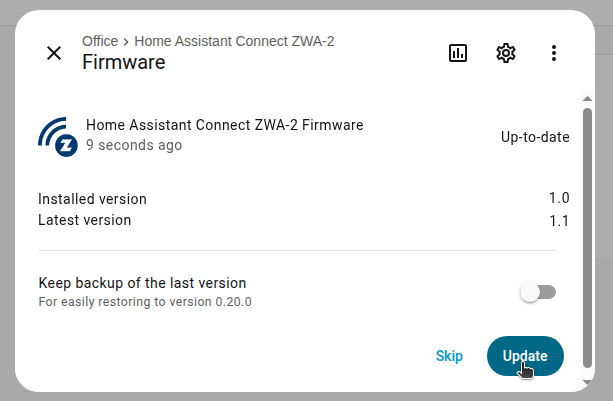 Office > Home Assistant Connect ZWA-2
Firmware
Home Assistant Connect ZWA-2 Firmware
9 seconds ago
Up-to-date
Installed version 1.0
Latest version 1.1
Keep backup of the last version
For easily restoring to version 0.20.0
Skip Update